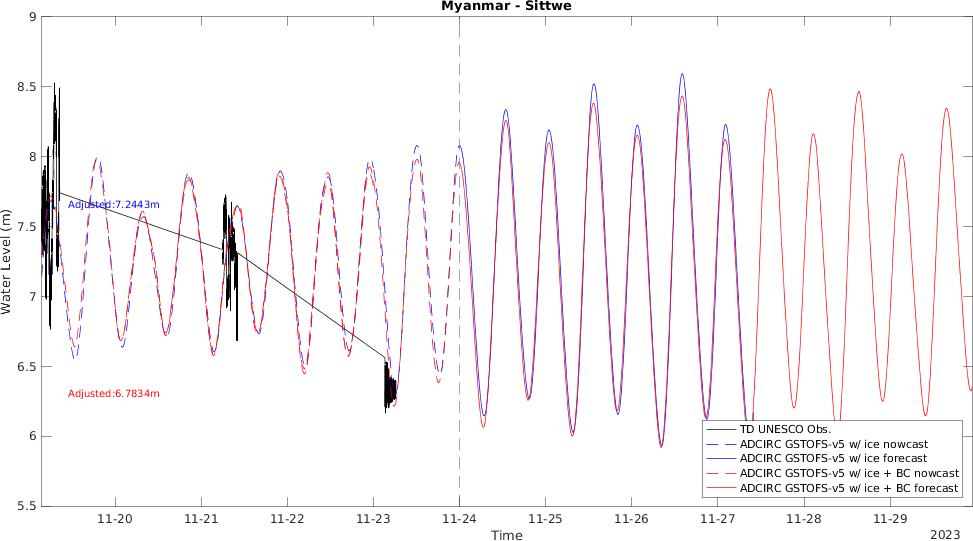 Myanmar - Sittwe
9
8.5
8
7.5
7
6.5
6
5.5
Water Level (m)
Adjusted:7.2443m
Adjusted:6.7834m
TD UNESCO Obs.
ADCIRC GSTOFS-v5 w/ ice nowcast
ADCIRC GSTOFS-v5 w/ ice forecast
ADCIRC GSTOFS-v5 w/ ice + BC nowcast
ADCIRC GSTOFS-v5 w/ ice + BC forecast
11-20 11-21 11-22 11-23 11-24 11-25 11-26 11-27 11-28 11-29
Time
2023